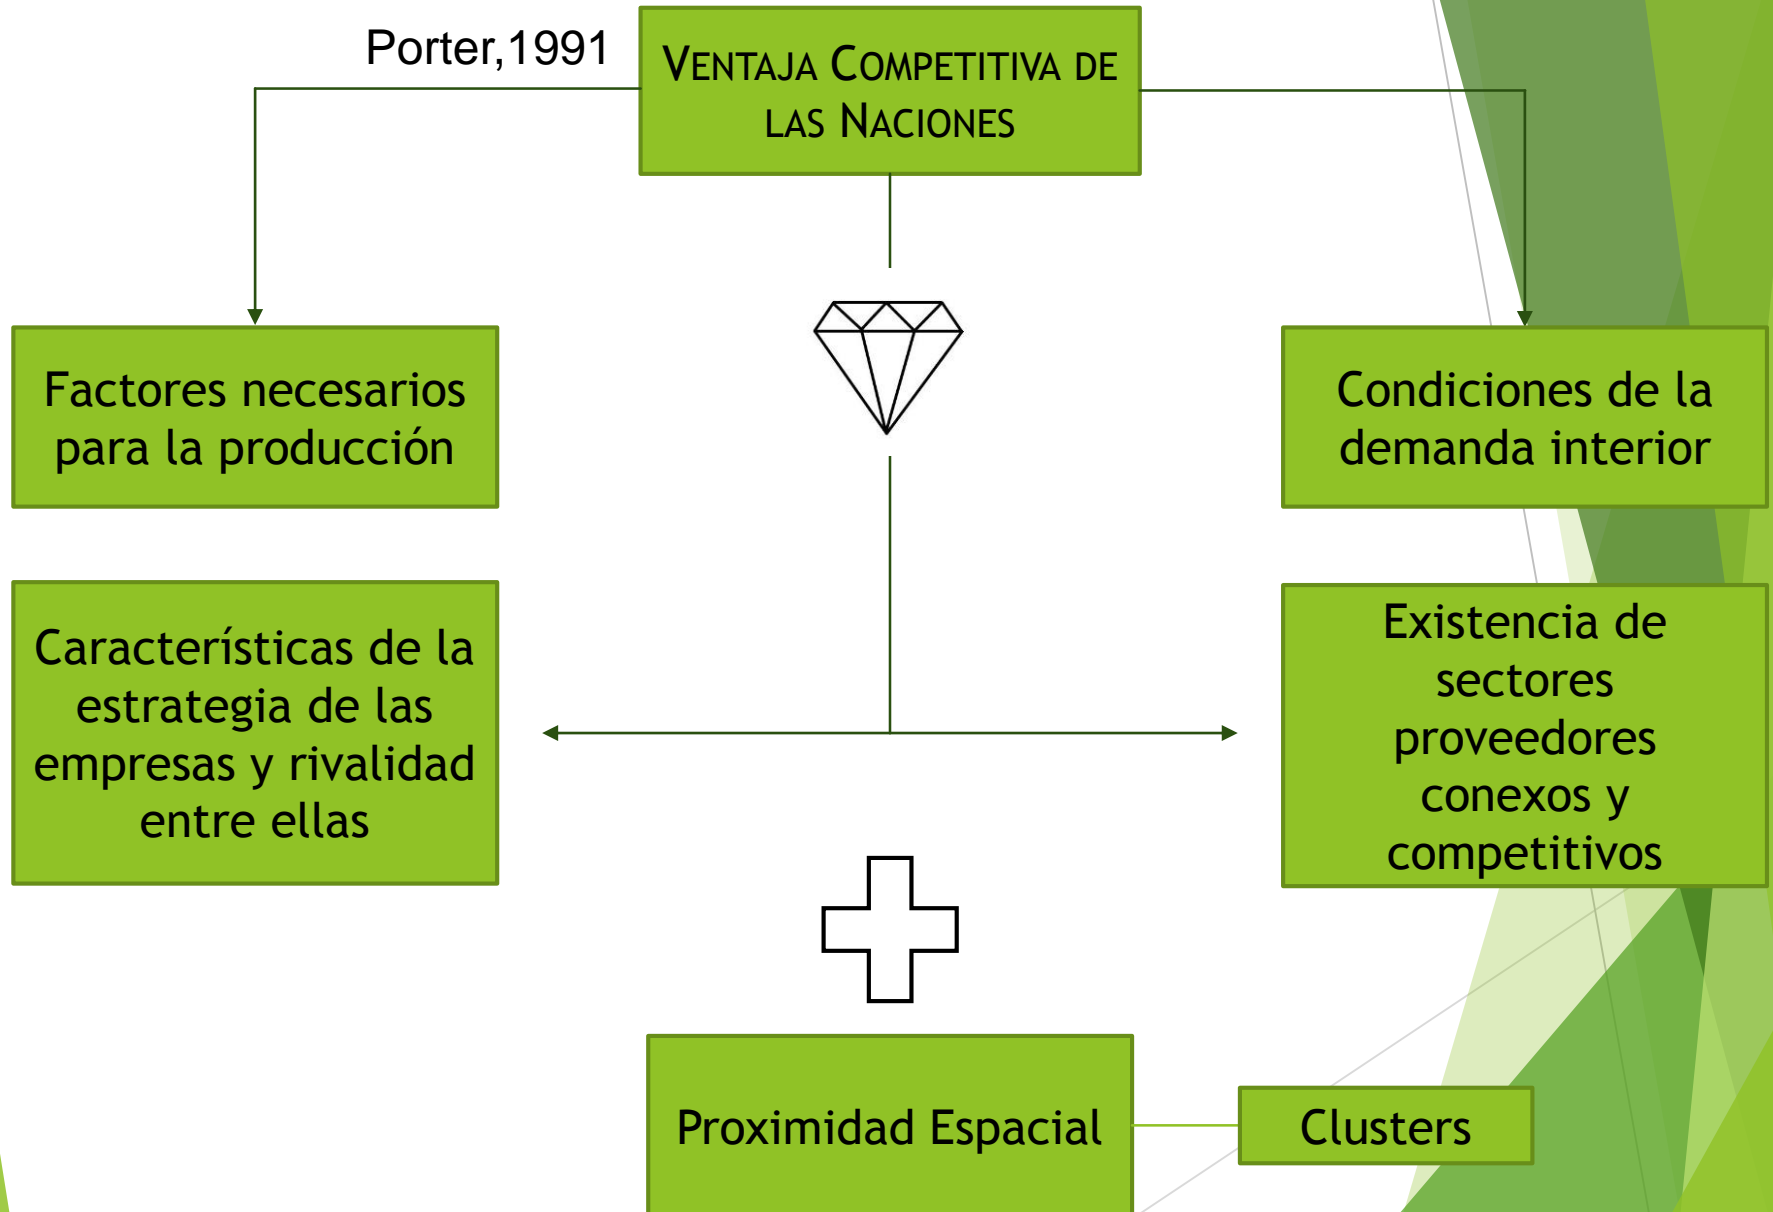 Porter,1991
VENTAJA COMPETITIVA DE
LAS NACIONES
Factores necesarios
para la producción
Condiciones de la
demanda interior
Características de la
estrategia de las
empresas y rivalidad
entre ellas
Existencia de
sectores
proveedores
conexos y
competitivos
Proximidad Espacial
Clusters